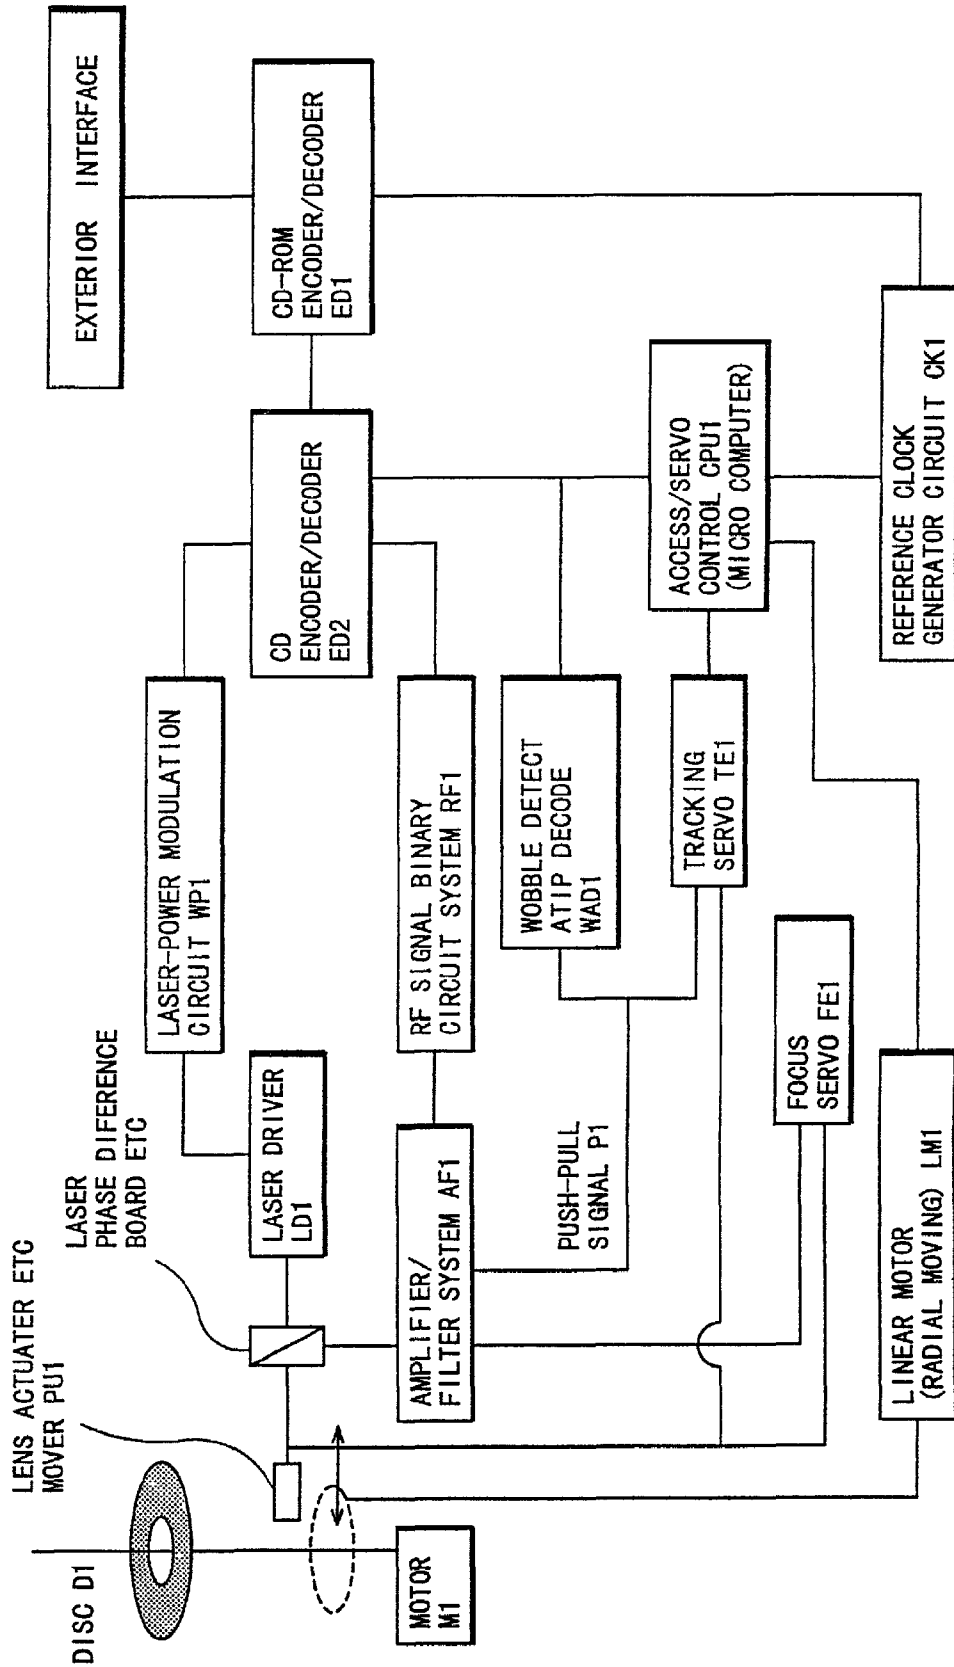 DISC D1
LENS ACTUATER ETC
MOVER PU1
LASER
PHASE DIFERENCE
BOARD ETC
LASER-POWER MODULATION
CIRCUIT WP1
EXTERIOR INTERFACE
LASER DRIVER
LD1
CD
ENCODER/DECODER
ED2
CD-ROM
ENCODER/DECODER
ED1
MOTOR
M1
AMPLIFIER/
FILTER SYSTEM AF1
RF SIGNAL BINARY
CIRCUIT SYSTEM RF1
PUSH-PULL
SIGNAL P1
WOBBLE DETECT
ATIP DECODE
WAD1
TRACKING
SERVO TE1
ACCESS/SERVO
CONTROL CPU1
(MICRO COMPUTER)
FOCUS
SERVO FE1
LINEAR MOTOR
(RADIAL MOVING) LM1
REFERENCE CLOCK
GENERATOR CIRCUIT CK1